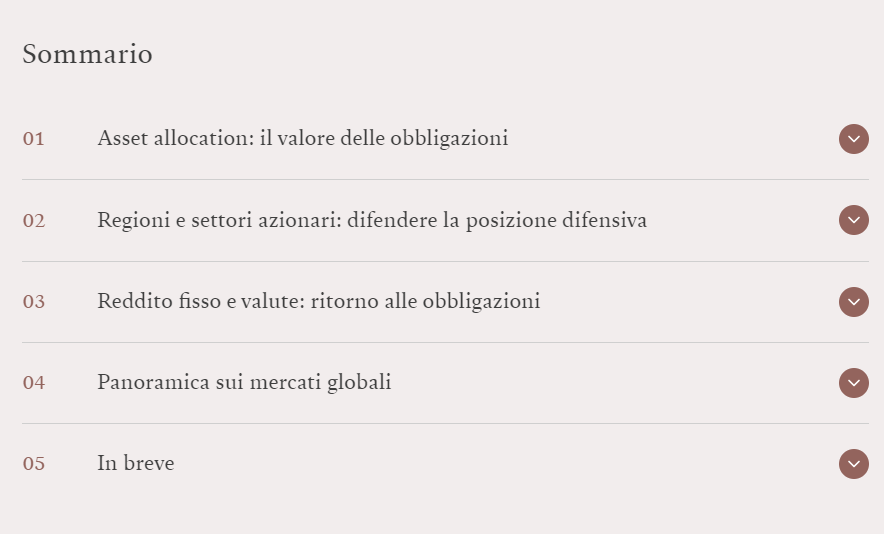 Sommario
01 Asset allocation: il valore delle obbligazioni
02 Regioni e settori azionari: difendere la posizione difensiva
03 Reddito fisso e valute: ritorno alle obbligazioni
04 Panoramica sui mercati globali
05 In breve